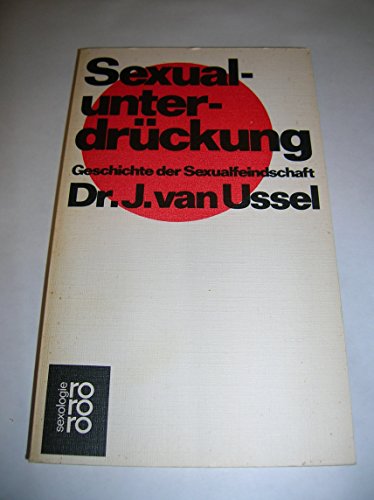 Sexual-
unter-
drückung
Geschichte der Sexualfeindschaft
Dr. J. van Ussel
sexologie
ro
ro
ro